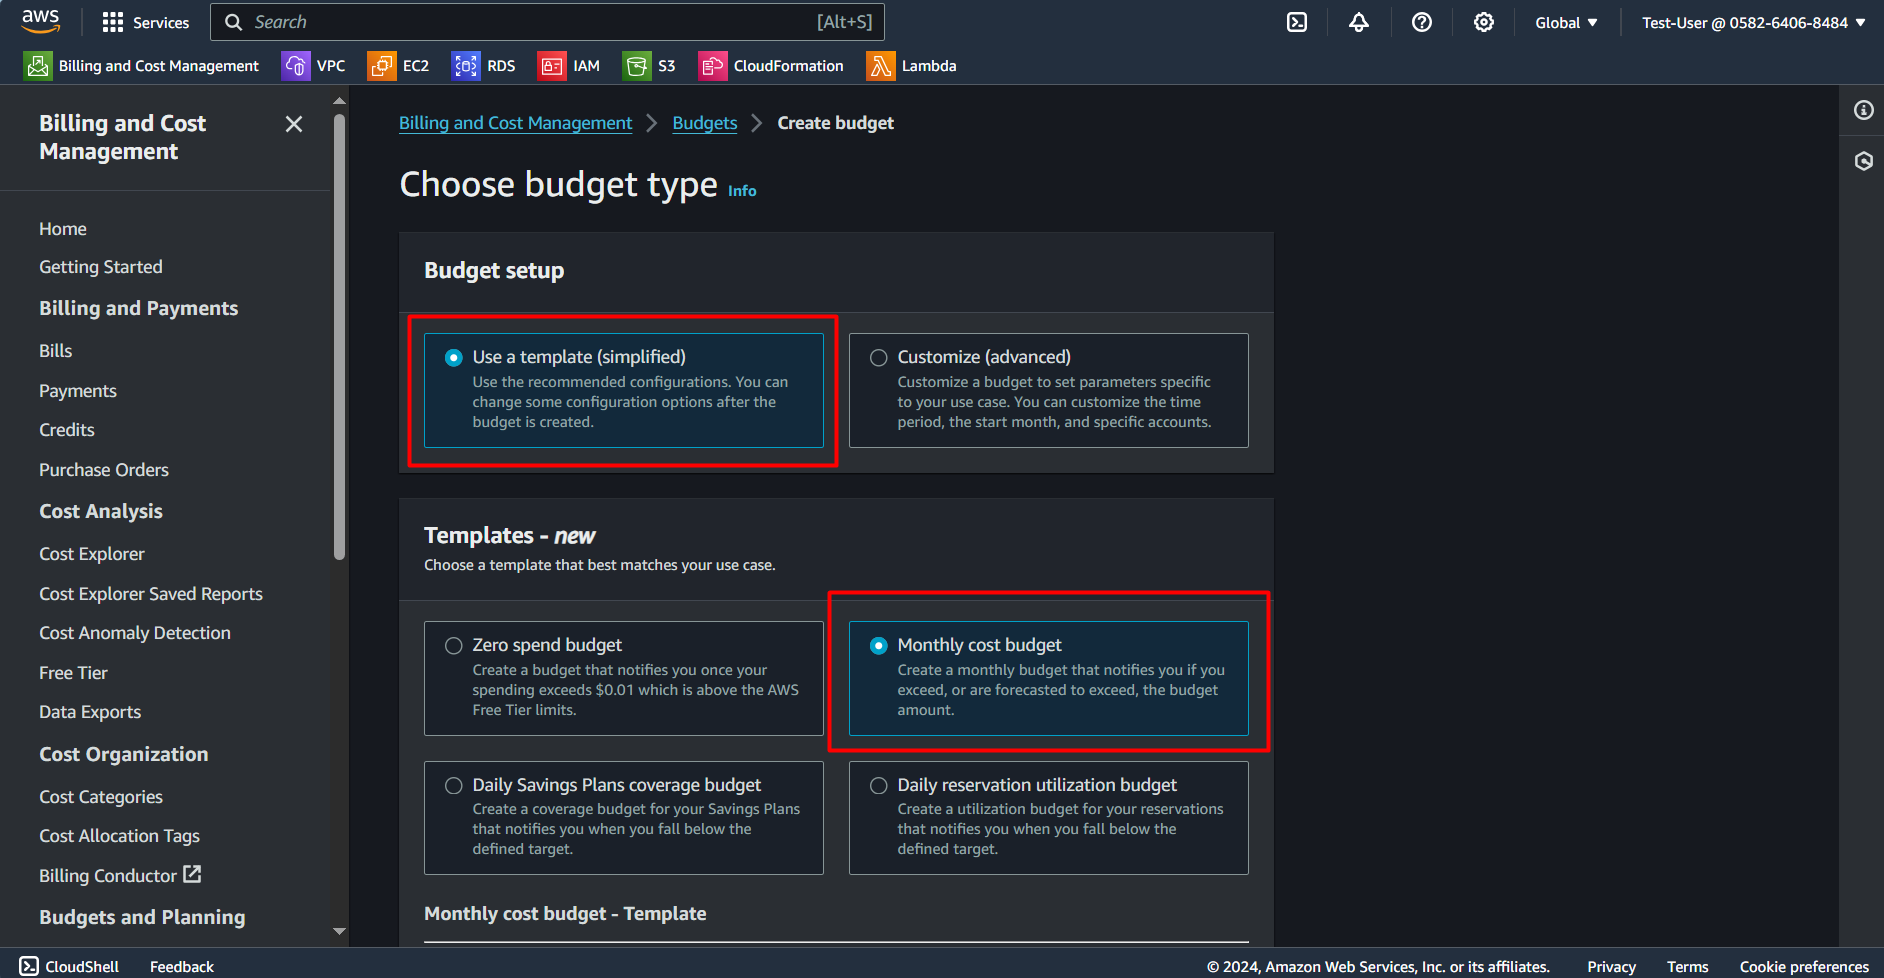 aws
Services
Search
[Alt+S]
Global
Test-User @ 0582-6406-8484
Billing and Cost Management
VPC
EC2
RDS
IAM
S3
CloudFormation
Lambda
Billing and Cost
Management
Home
Getting Started
Billing and Payments
Bills
Payments
Credits
Purchase Orders
Cost Analysis
Cost Explorer
Cost Explorer Saved Reports
Cost Anomaly Detection
Free Tier
Data Exports
Cost Organization
Cost Categories
Cost Allocation Tags
Billing Conductor
Budgets and Planning
Billing and Cost Management
Budgets
Create budget
Choose budget type Info
Budget setup
Use a template (simplified)
Use the recommended configurations. You can
change some configuration options after the
budget is created.
Customize (advanced)
Customize a budget to set parameters specific
to your use case. You can customize the time
period, the start month, and specific accounts.
Templates - new
Choose a template that best matches your use case.
Zero spend budget
Create a budget that notifies you once your
spending exceeds $0.01 which is above the AWS
Free Tier limits.
Monthly cost budget
Create a monthly budget that notifies you if you
exceed, or are forecasted to exceed, the budget
amount.
Daily Savings Plans coverage budget
Create a coverage budget for your Savings Plans
that notifies you when you fall below the
defined target.
Daily reservation utilization budget
Create a utilization budget for your reservations
that notifies you when you fall below the
defined target.
Monthly cost budget - Template
CloudShell
Feedback
© 2024, Amazon Web Services, Inc. or its affiliates.
Privacy
Terms
Cookie preferences